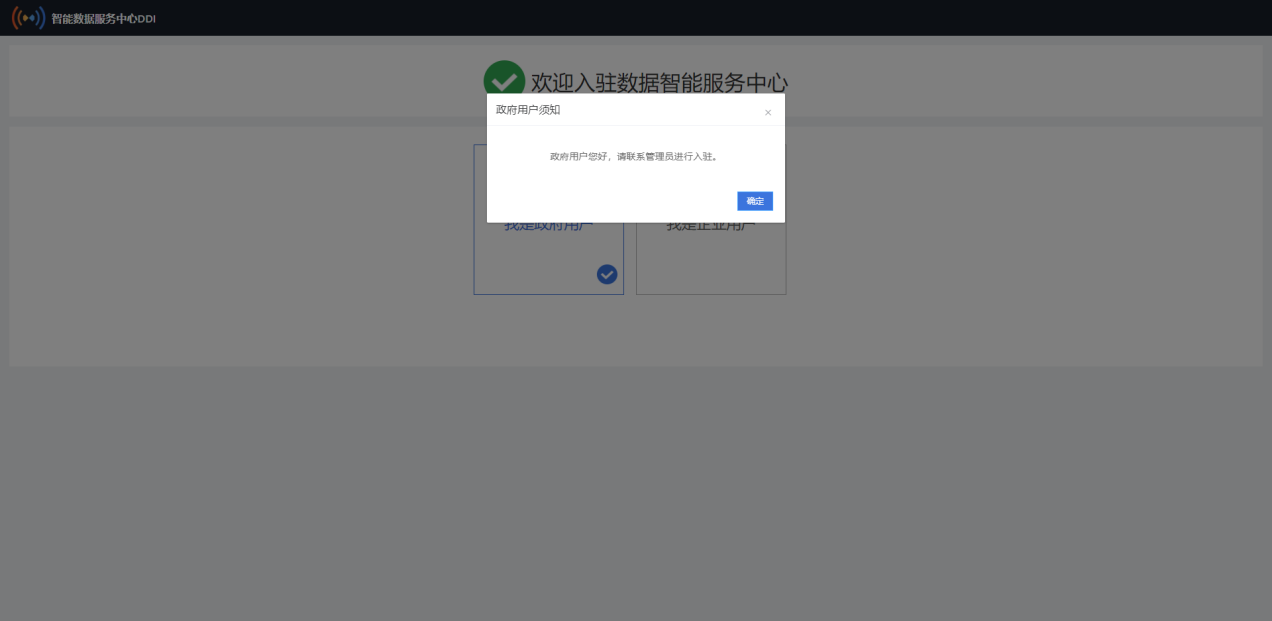 智能数据服务中心DDI
欢迎入驻数据智能服务中心
政府用户须知
政府用户您好，请联系管理员进行入驻。
确定
我是政府用户
我是企业用户